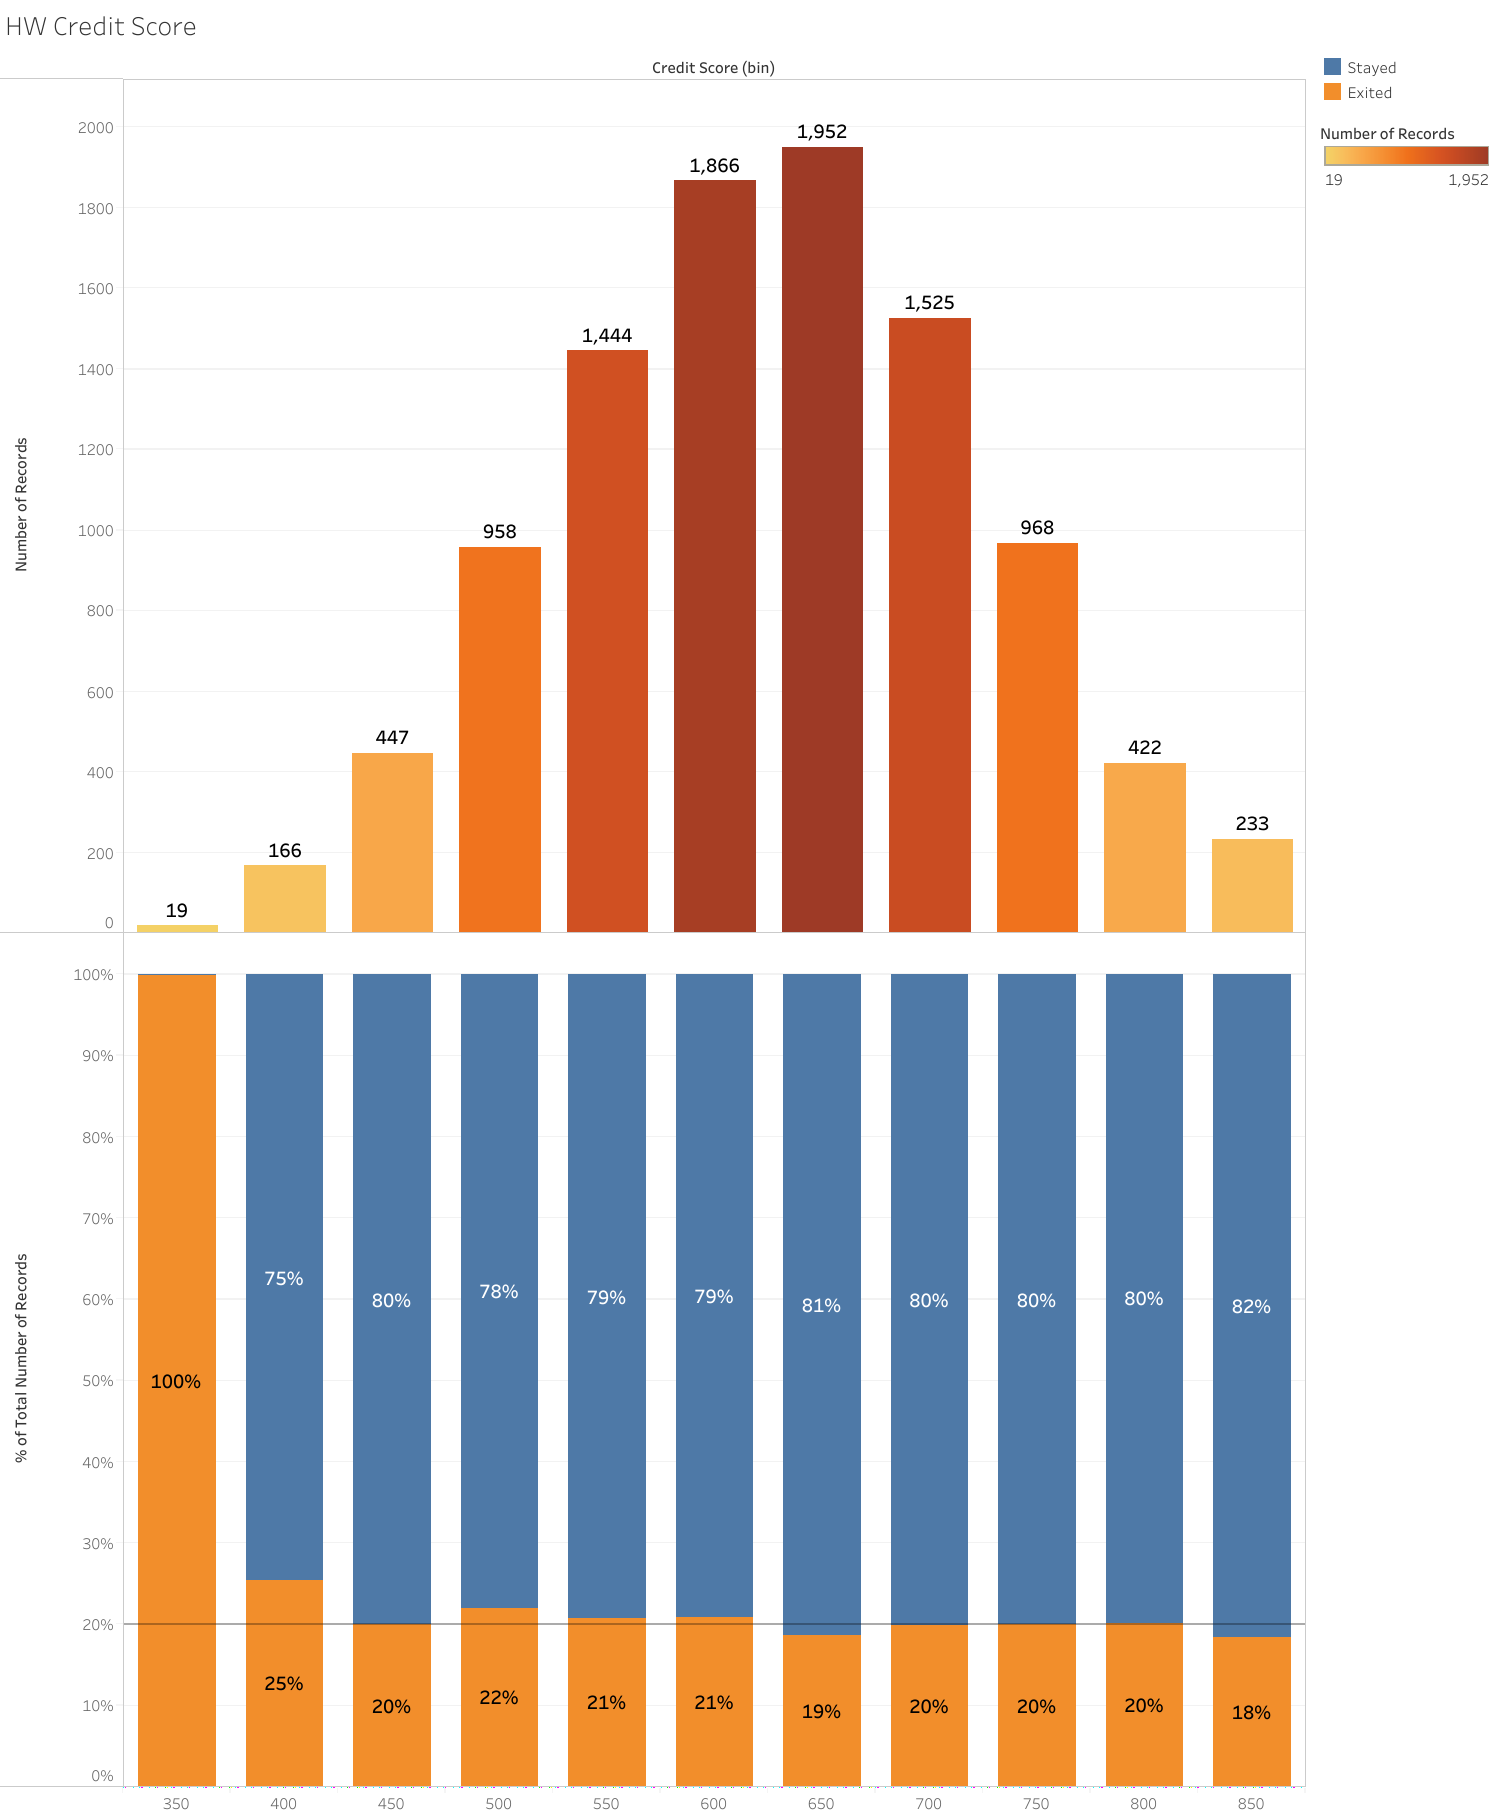 HW Credit Score
Credit Score (bin)
Stayed
Exited
Number of Records
19 1,952
Number of Records
2000
1800
1600
1400
1200
1000
800
600
400
200
0
19 166 447 958 1,444 1,866 1,952 1,525 968 422 233
% of Total Number of Records
100%
90%
80%
70%
60%
50%
40%
30%
20%
10%
0%
75% 80% 78% 79% 79% 81% 80% 80% 80% 82%
100%
25% 20% 22% 21% 21% 19% 20% 20% 20% 18%
350 400 450 500 550 600 650 700 750 800 850